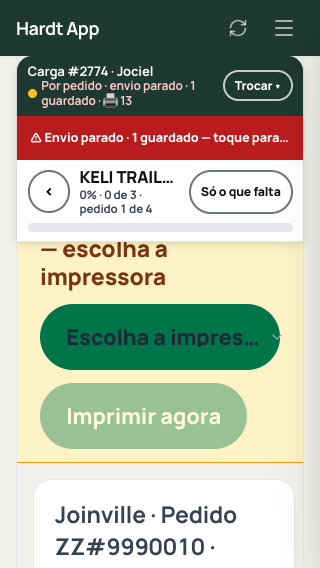 Hardt App
Carga #2774 · Jociel
Por pedido · envio parado · 1
guardado · 🖨️ 13
Trocar ▾
⚠ Envio parado · 1 guardado — toque para…
‹
KELI TRAIL…
0% · 0 de 3 ·
pedido 1 de 4
Só o que falta
— escolha a
impressora
Escolha a impres…
Imprimir agora
Joinville · Pedido
ZZ#9990010 ·